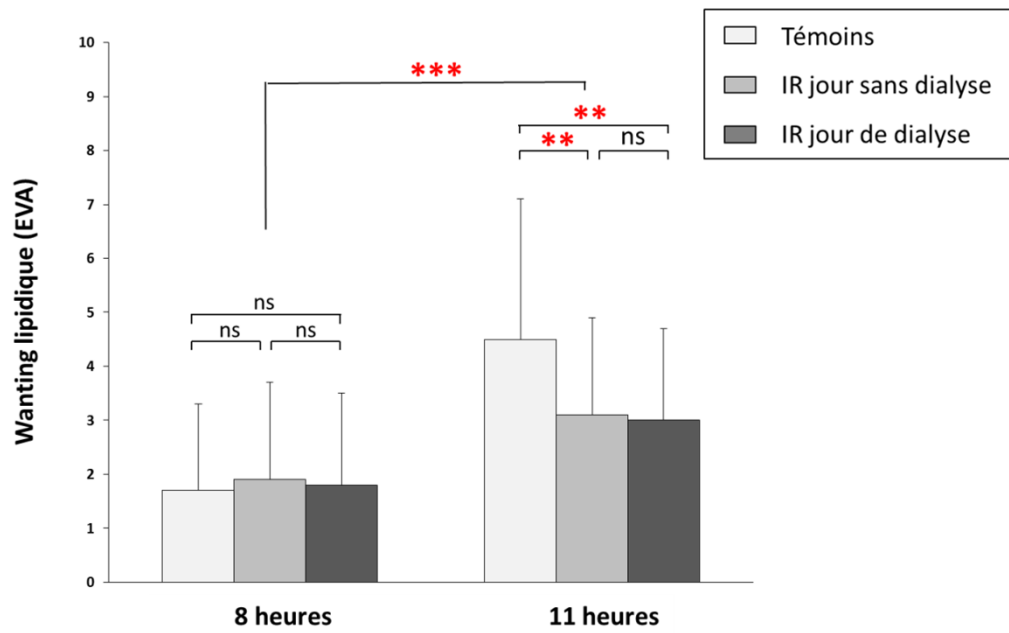 Témoins
IR jour sans dialyse
IR jour de dialyse
Wanting lipidique (EVA)
10
9
8
7
6
5
4
3
2
1
0
***
**
**
ns
ns
ns
ns
8 heures
11 heures